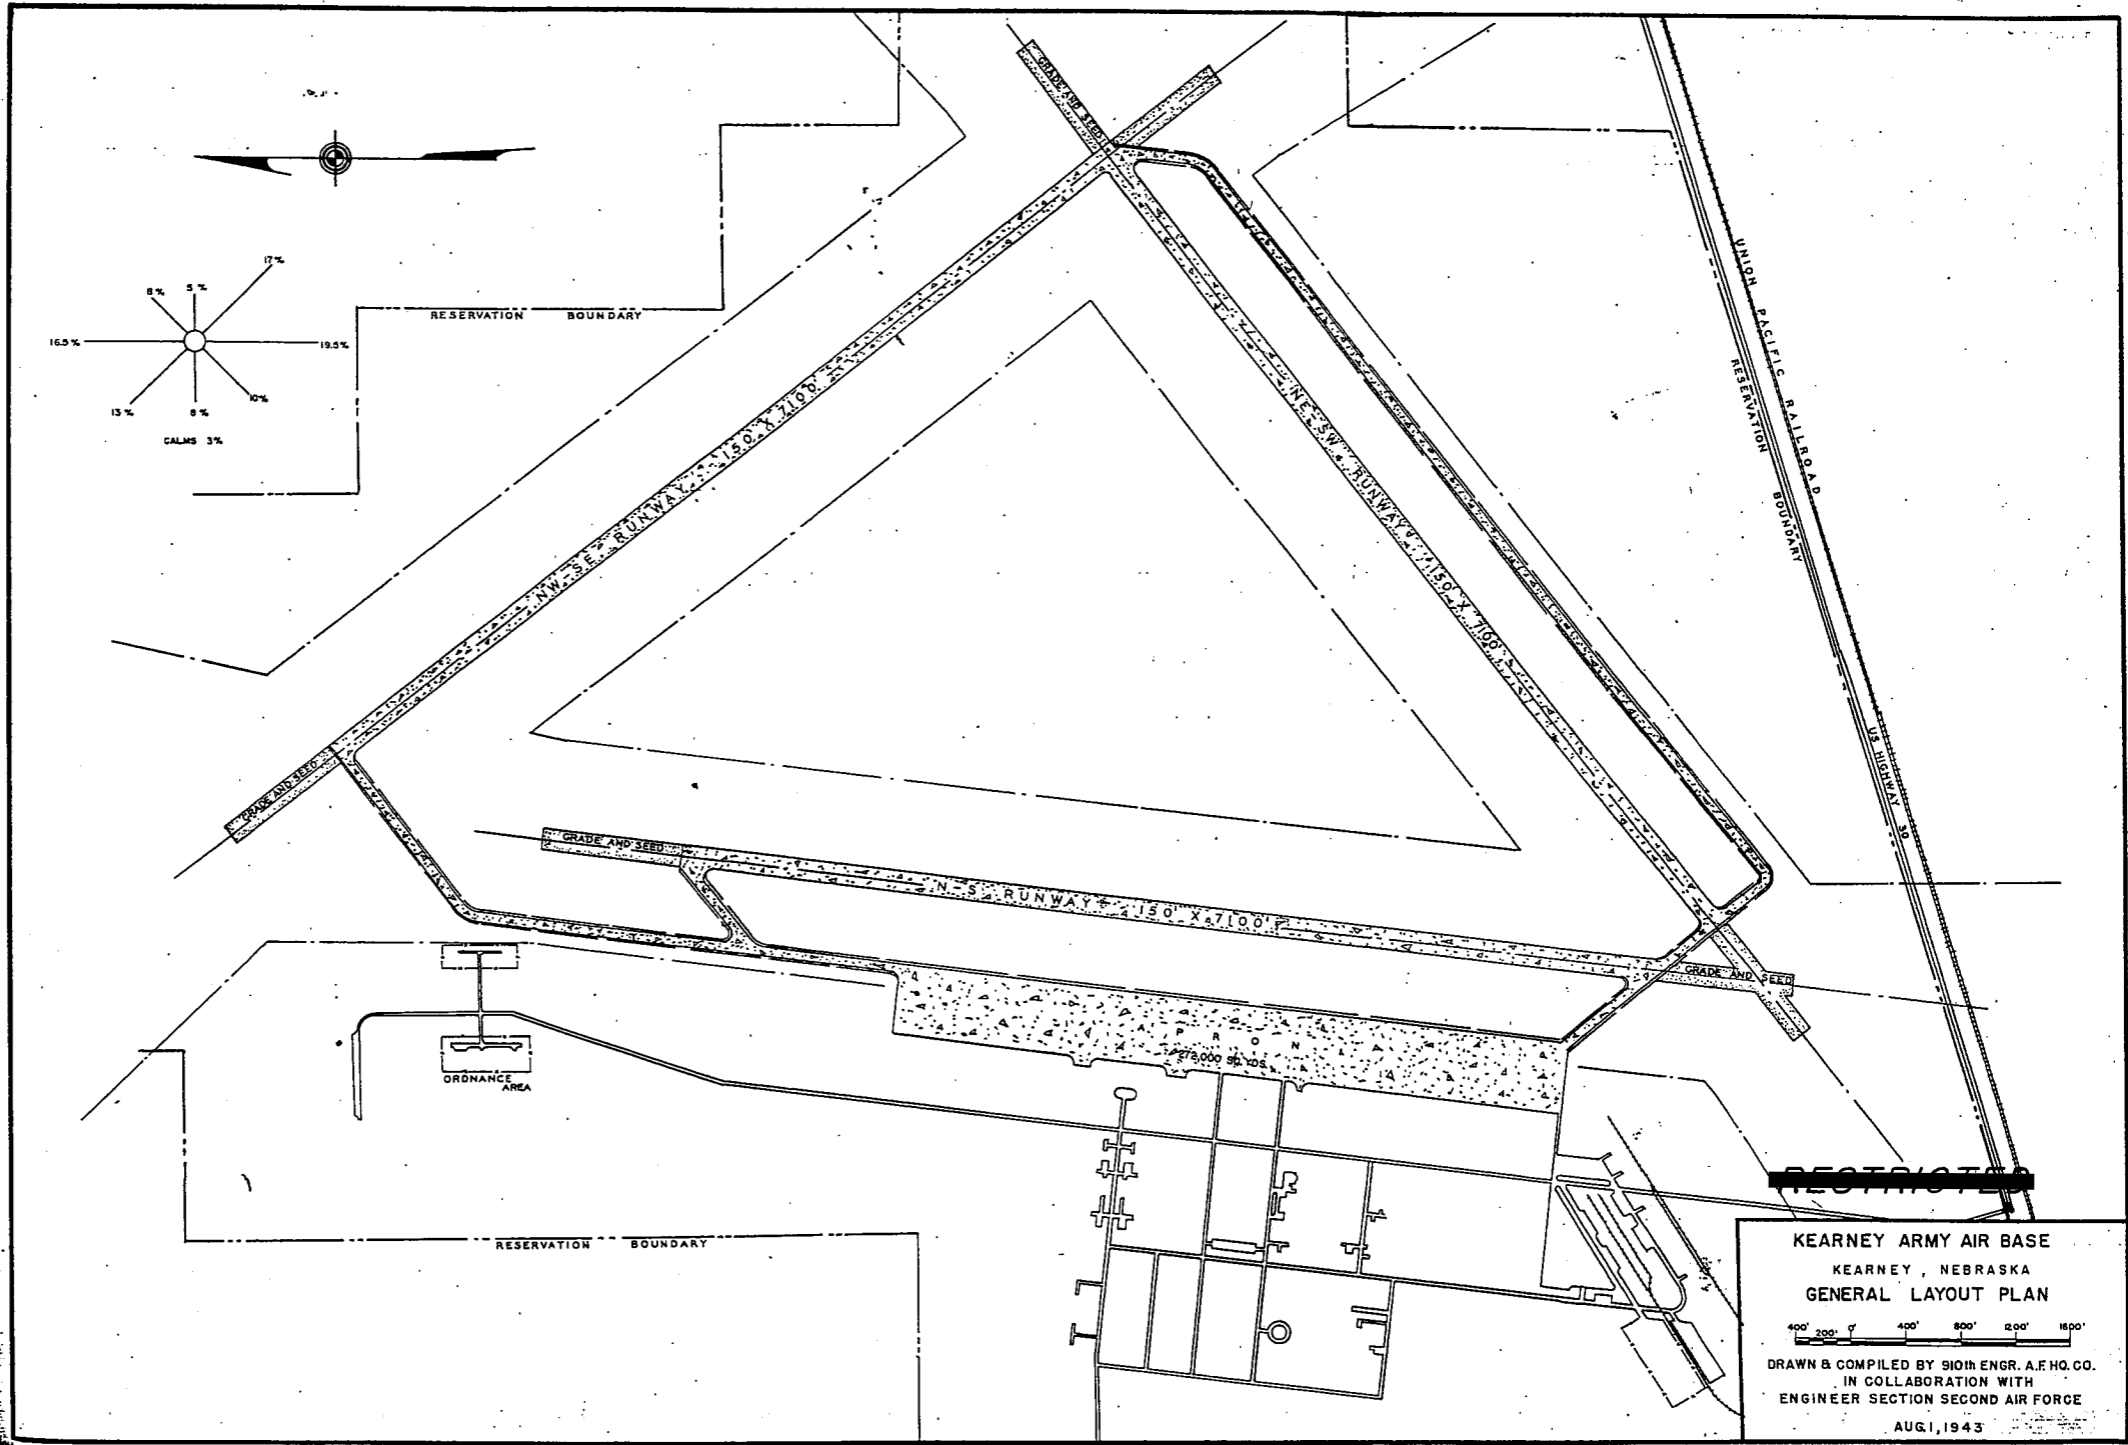 17%
8%
5%
16.5%
19.5%
13%
8%
10%
CALMS 3%
RESERVATION BOUNDARY
GRADE AND SEED
NW-SE RUNWAY 150' X 7100'
NE-SW RUNWAY 150' X 7100'
UNION PACIFIC RAILROAD
RESERVATION BOUNDARY
US HIGHWAY 30
GRADE AND SEED
GRADE AND SEED
N-S RUNWAY 150' X 7100'
GRADE AND SEED
APRON
272,000 SQ. YDS.
ORDNANCE
AREA
RESERVATION BOUNDARY
RESTRICTED
KEARNEY ARMY AIR BASE
KEARNEY, NEBRASKA
GENERAL LAYOUT PLAN
400' 200' 0' 400' 800' 1200' 1600'
DRAWN & COMPILED BY 910th ENGR. A.F. HQ. CO.
IN COLLABORATION WITH
ENGINEER SECTION SECOND AIR FORCE
AUG.1,1943